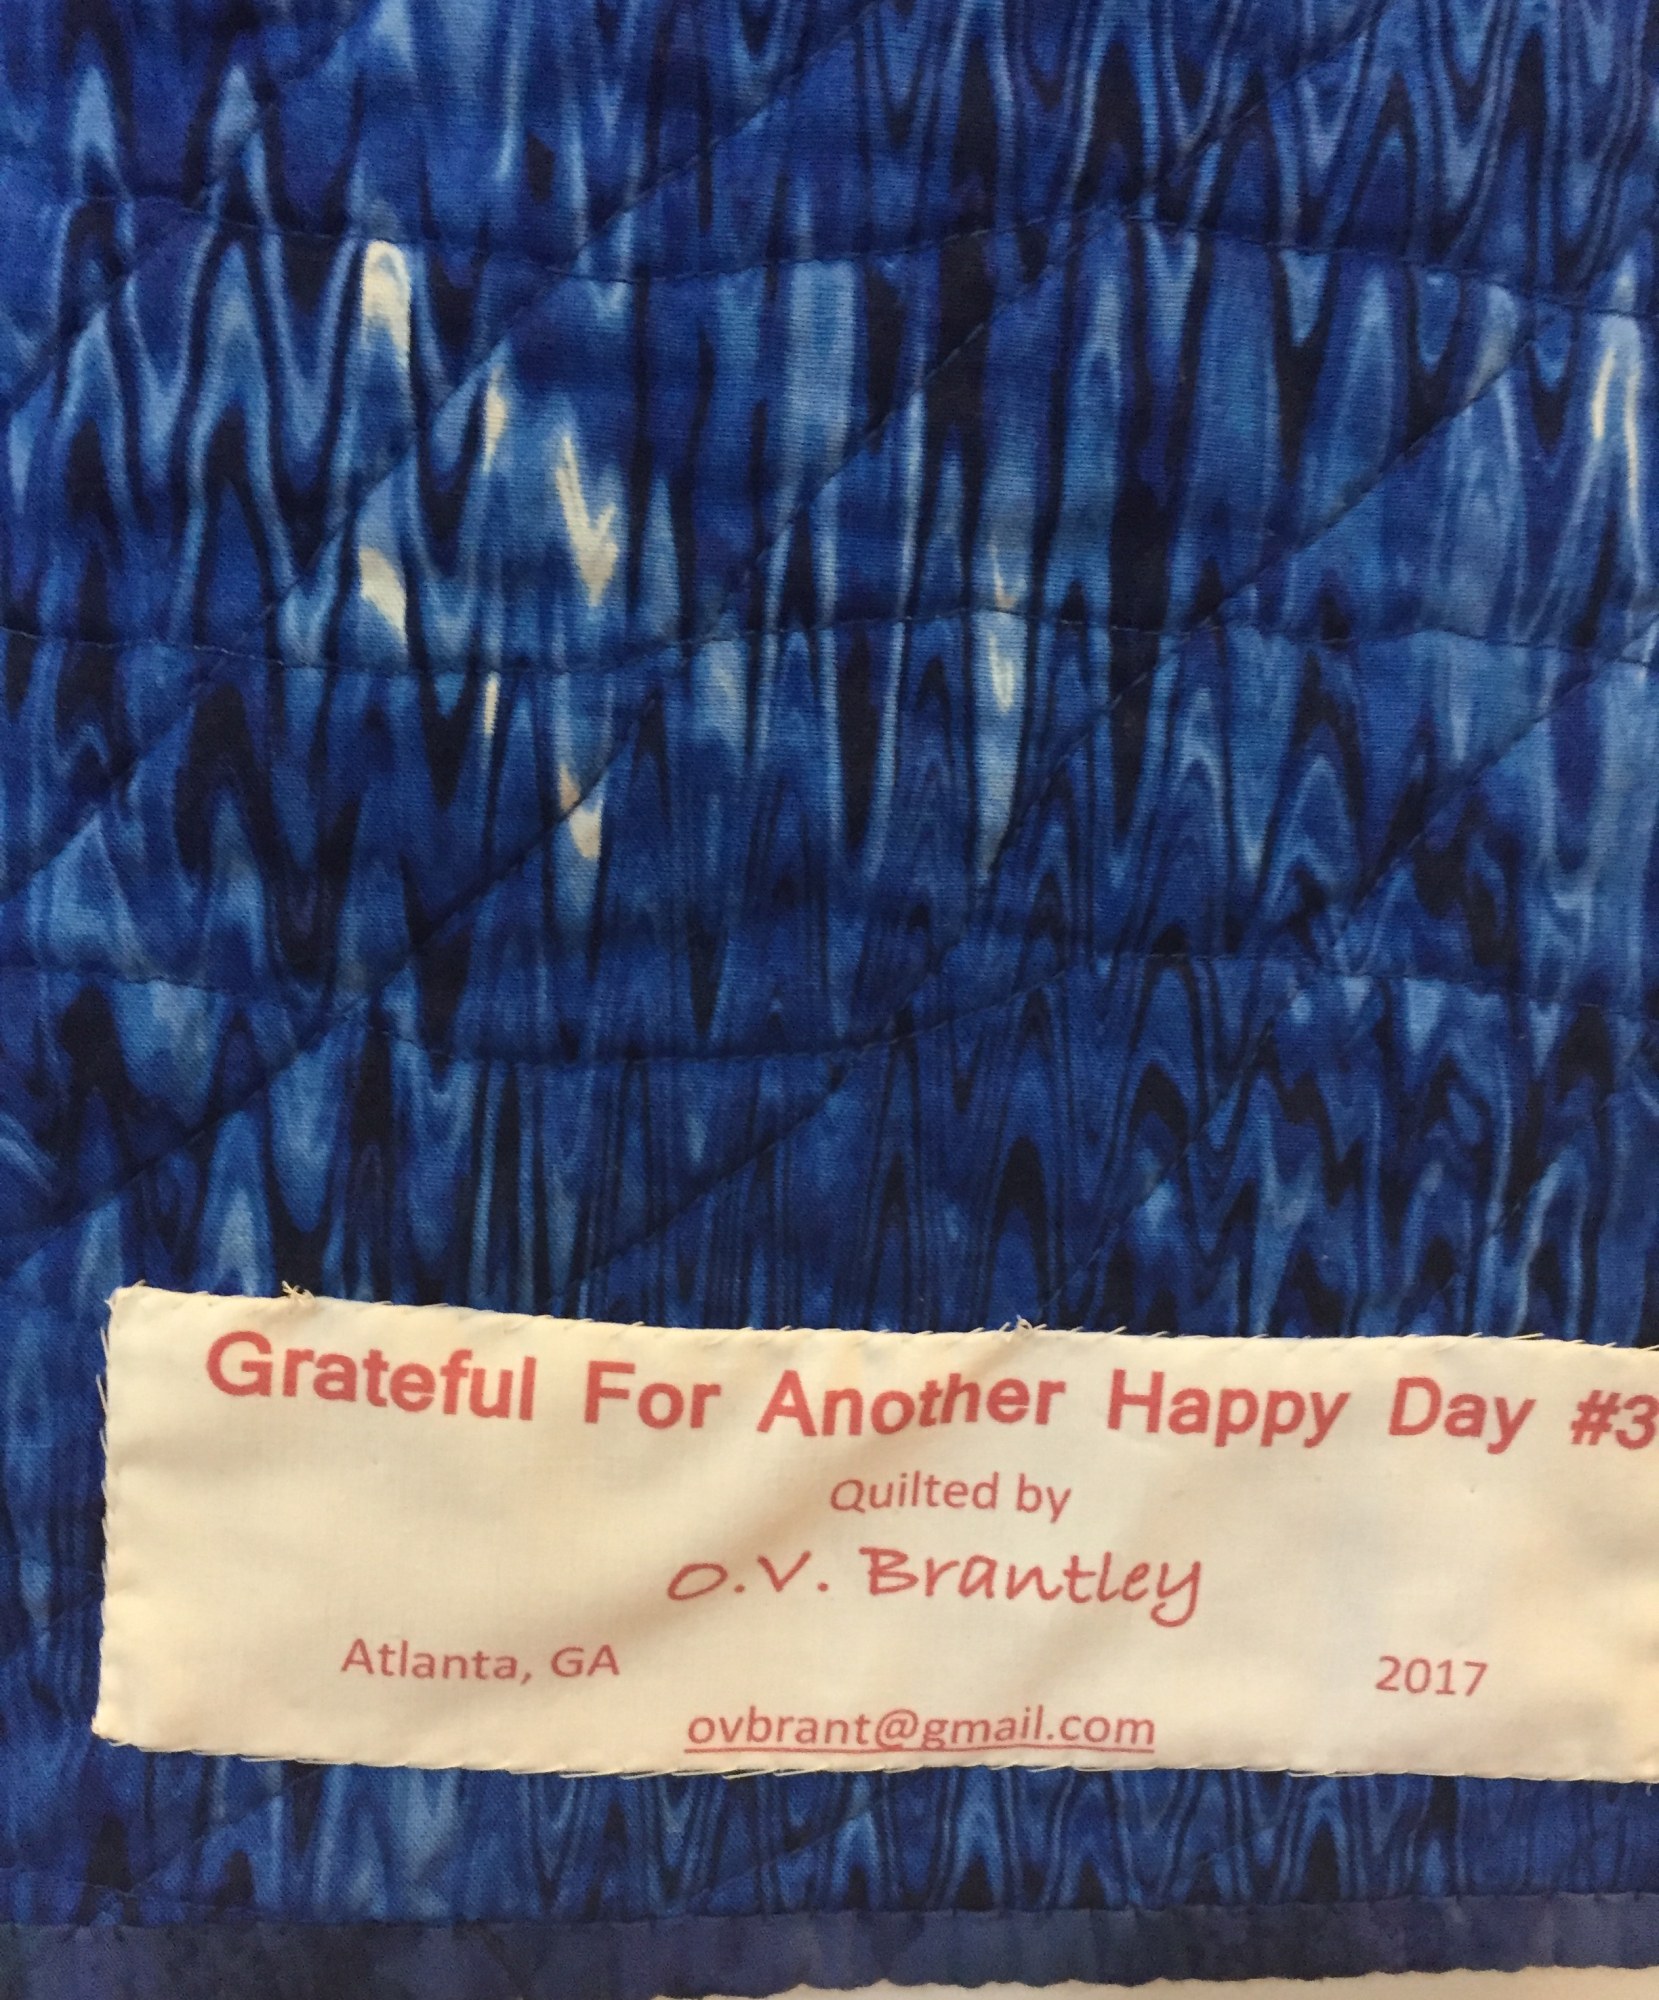 Grateful For Another Happy Day #3
Quilted by
O.V. Brantley
Atlanta, GA 2017
ovbrant@gmail.com